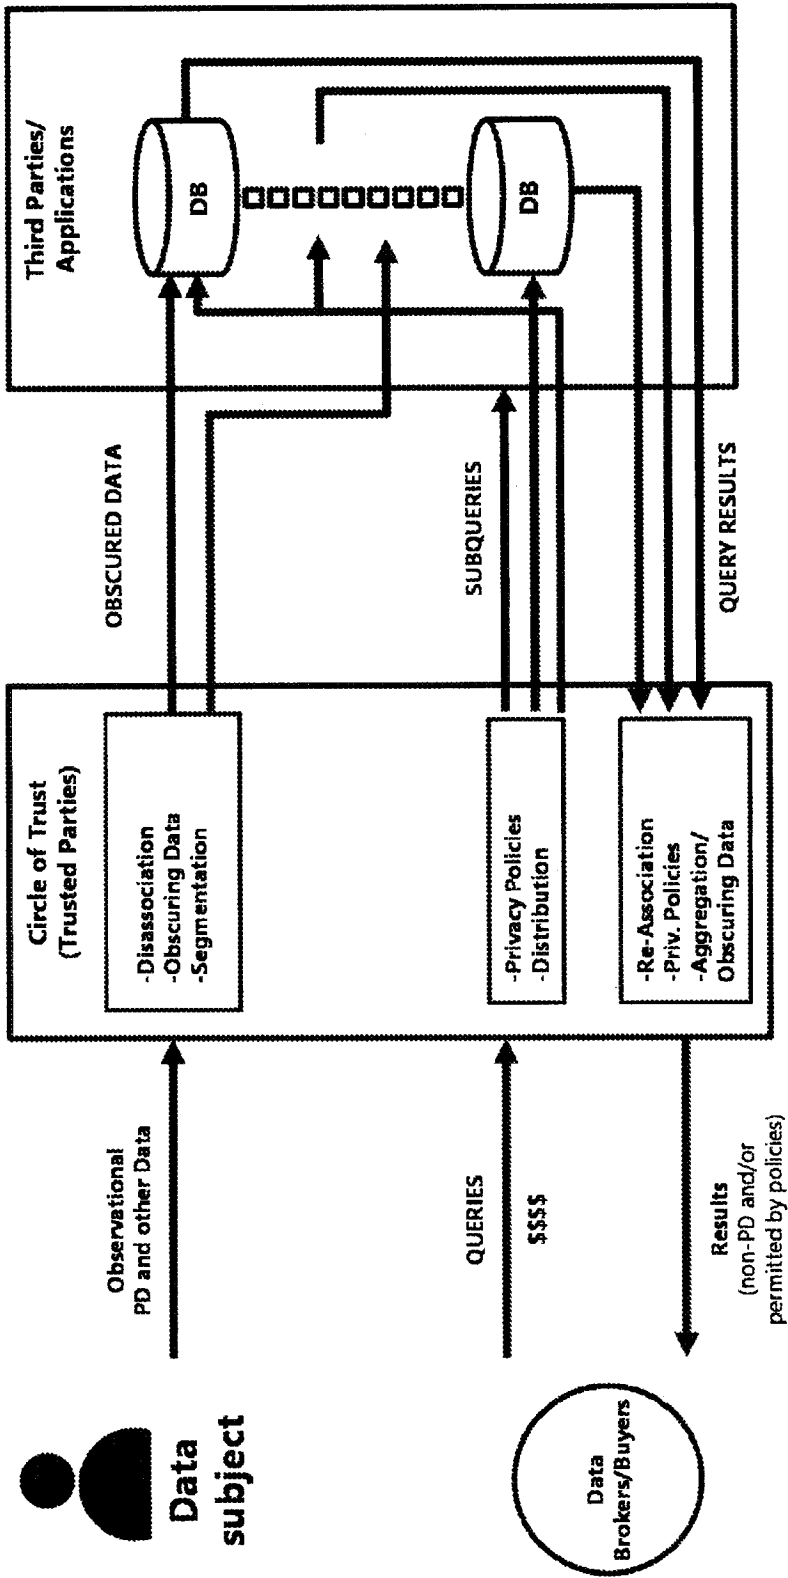 Data
subject
Observational
PD and other Data
Circle of Trust
(Trusted Parties)
-Disassociation
-Obscuring Data
-Segmentation
OBSCURED DATA
Third Parties/
Applications
DB
DB
Data
Brokers/Buyers
QUERIES
$$$$
-Privacy Policies
-Distribution
SUBQUERIES
Results
(non-PD and/or
permitted by policies)
-Re-Association
-Priv. Policies
-Aggregation/
Obscuring Data
QUERY RESULTS